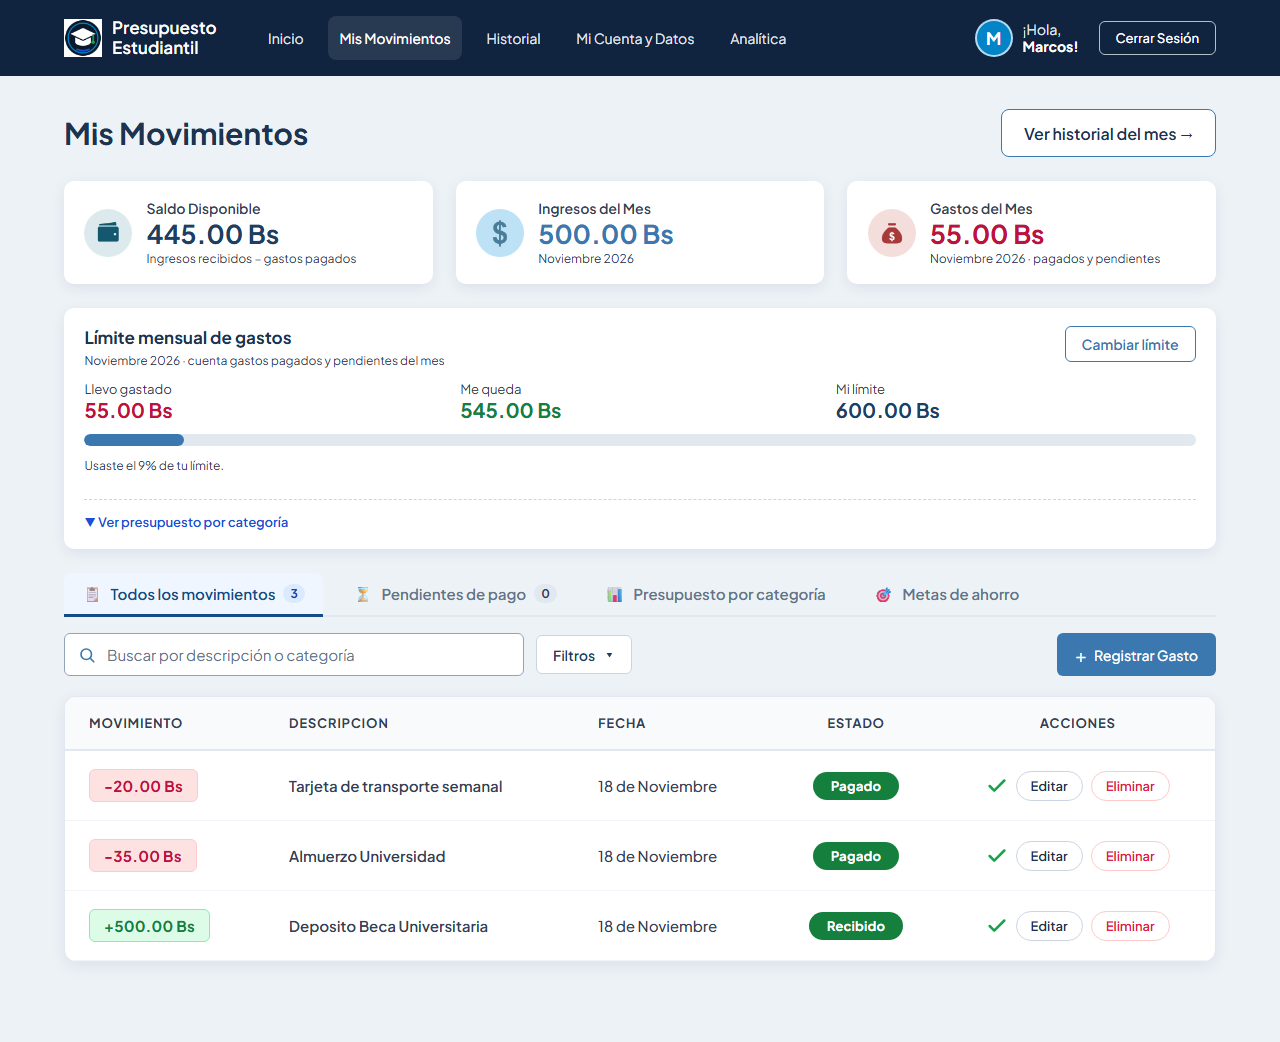 Presupuesto Estudiantil
Inicio
Mis Movimientos
Historial
Mi Cuenta y Datos
Analítica
M
¡Hola, Marcos!
Cerrar Sesión
Mis Movimientos
Ver historial del mes →
Saldo Disponible
445.00 Bs
Ingresos recibidos – gastos pagados
Ingresos del Mes
500.00 Bs
Noviembre 2026
Gastos del Mes
55.00 Bs
Noviembre 2026 · pagados y pendientes
Límite mensual de gastos
Noviembre 2026 · cuenta gastos pagados y pendientes del mes
Cambiar límite
Llevo gastado
55.00 Bs
Me queda
545.00 Bs
Mi límite
600.00 Bs
Usaste el 9% de tu límite.
▼ Ver presupuesto por categoría
Todos los movimientos 3
Pendientes de pago 0
Presupuesto por categoría
Metas de ahorro
Buscar por descripción o categoría
Filtros ▼
+ Registrar Gasto
MOVIMIENTO DESCRIPCION FECHA ESTADO ACCIONES
-20.00 Bs Tarjeta de transporte semanal 18 de Noviembre Pagado ✓ Editar Eliminar
-35.00 Bs Almuerzo Universidad 18 de Noviembre Pagado ✓ Editar Eliminar
+500.00 Bs Deposito Beca Universitaria 18 de Noviembre Recibido ✓ Editar Eliminar